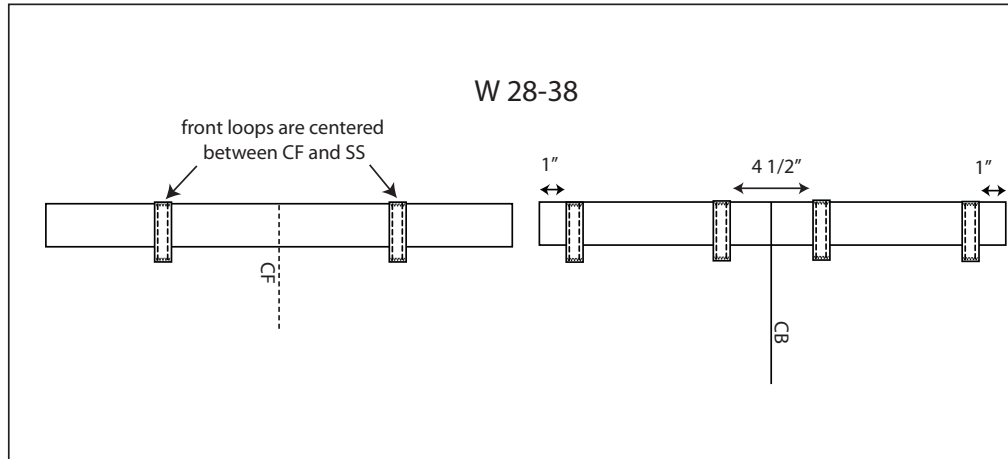 W 28-38
front loops are centered
between CF and SS
1”
4 1/2”
1”
CF
CB